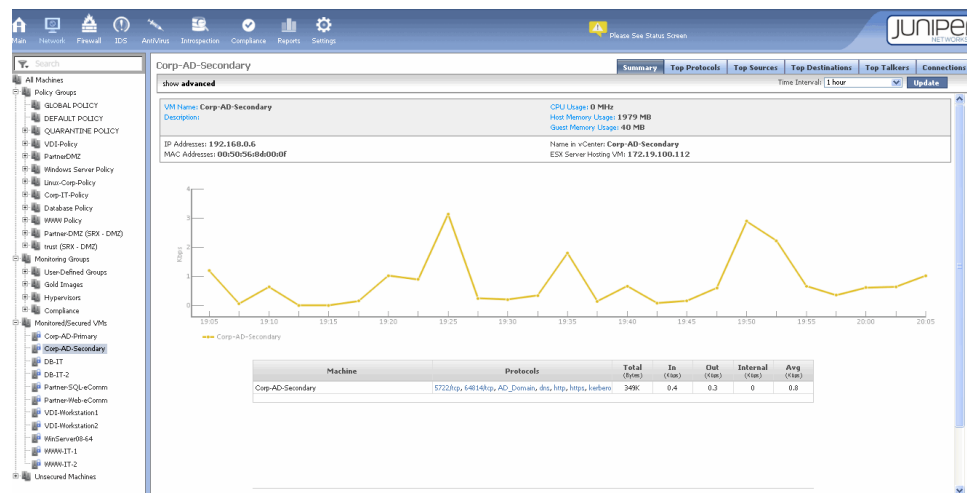 JUNIPER
NETWORKS
Main Network Firewall IDS AntiVirus Introspection Compliance Reports Settings
Please See Status Screen
Search
All Machines
Policy Groups
GLOBAL POLICY
DEFAULT POLICY
QUARANTINE POLICY
VDI-Policy
PartnerDMZ
Windows Server Policy
Linux-Corp-Policy
Corp-IT-Policy
Database Policy
WWW Policy
Partner-DMZ (SRX - DMZ)
trust (SRX - DMZ)
Monitoring Groups
User-Defined Groups
Gold Images
Hypervisors
Compliance
Monitored/Secured VMs
Corp-AD-Primary
Corp-AD-Secondary
DB-IT
DB-IT-2
Partner-SQL-eComm
Partner-Web-eComm
VDI-Workstation1
VDI-Workstation2
WinServer08-64
WWW-IT-1
WWW-IT-2
Unsecured Machines
Corp-AD-Secondary
Summary Top Protocols Top Sources Top Destinations Top Talkers Connections
show advanced
Time Interval: 1 hour Update
VM Name: Corp-AD-Secondary
Description:
CPU Usage: 0 MHz
Host Memory Usage: 1979 MB
Guest Memory Usage: 40 MB
IP Addresses: 192.168.0.6
MAC Addresses: 00:50:56:8d:00:0f
Name in vCenter: Corp-AD-Secondary
ESX Server Hosting VM: 172.19.100.112
4
3
2
1
0
Kbps
19:05 19:10 19:15 19:20 19:25 19:30 19:35 19:40 19:45 19:50 19:55 20:00 20:05
Corp-AD-Secondary
Machine Protocols Total In Out Internal Avg
(Bytes) (Kbps) (Kbps) (Kbps) (Kbps)
Corp-AD-Secondary 5722/tcp, 64814/tcp, AD_Domain, dns, http, https, kerbero 349K 0.4 0.3 0 0.8